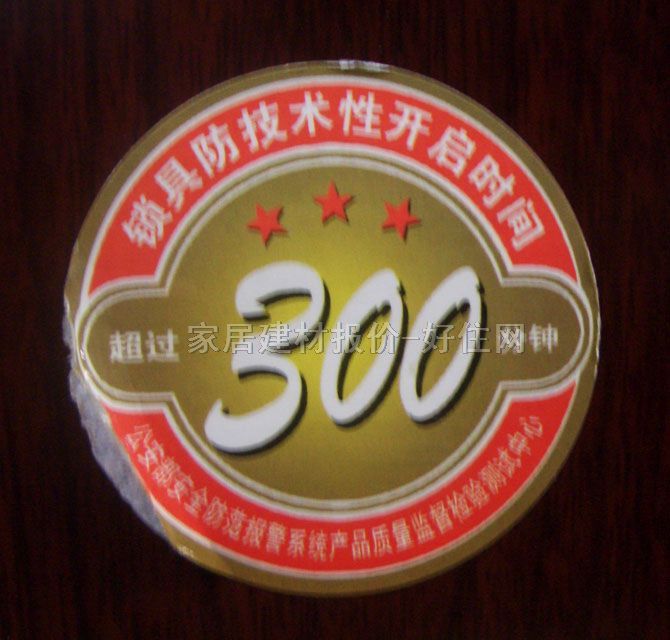 锁具防技术性开启时间
超过
300
钟
家居建材报价-好住网
公安部安全防范报警系统产品质量监督检验测试中心